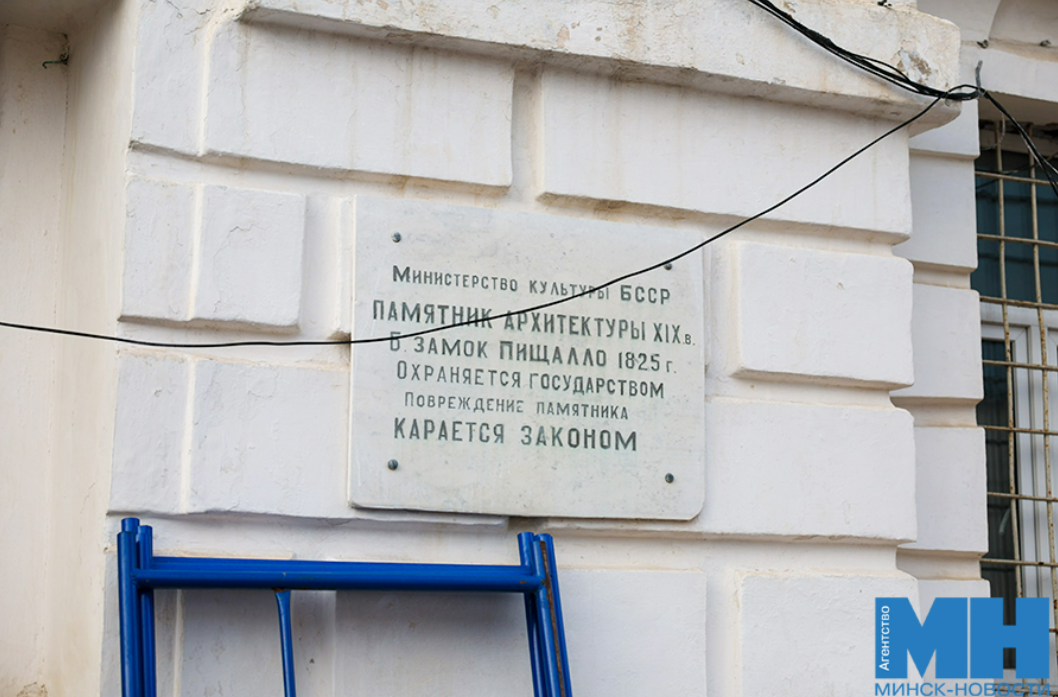 Министерство культуры БССР
ПАМЯТНИК АРХИТЕКТУРЫ XIX в.
Б. ЗАМОК ПИЩАЛЛО 1825 г.
Охраняется государством
Повреждение памятника
КАРАЕТСЯ ЗАКОНОМ
Агентство
МН
МИНСК-НОВОСТИ